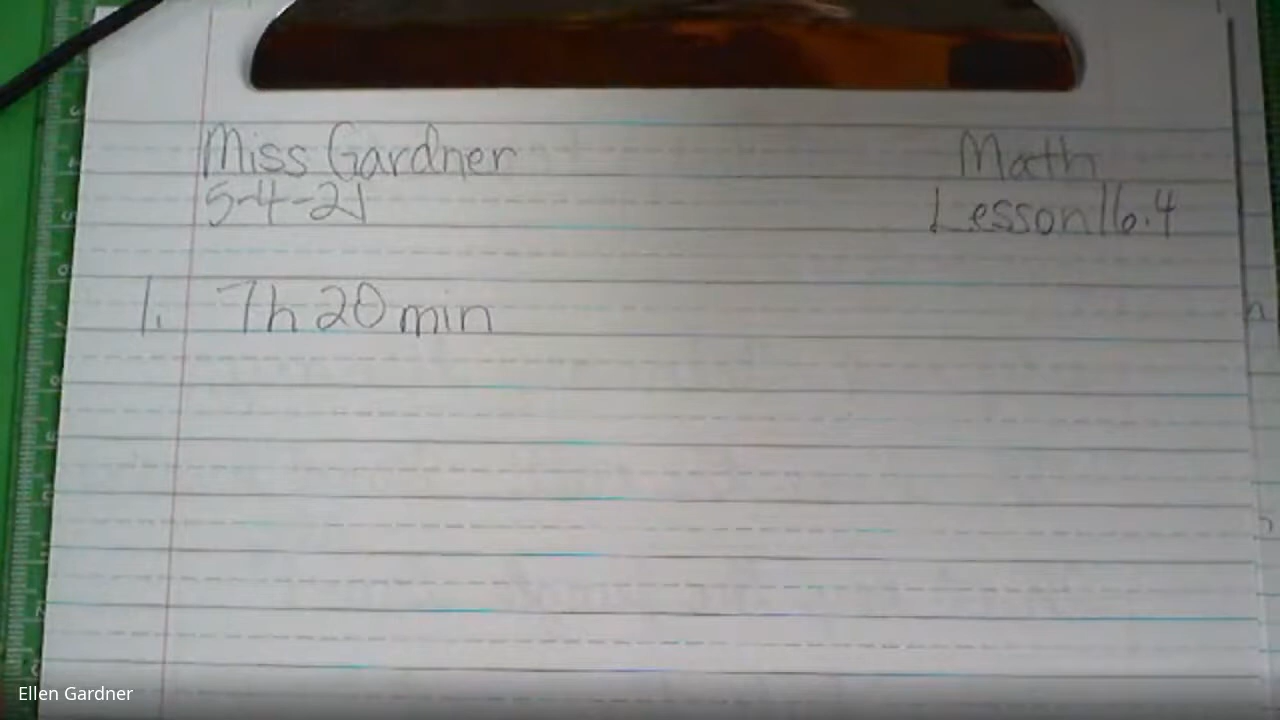 Miss Gardner Math
5-4-21 Lesson 16.4
1. 7h 20 min
Ellen Gardner